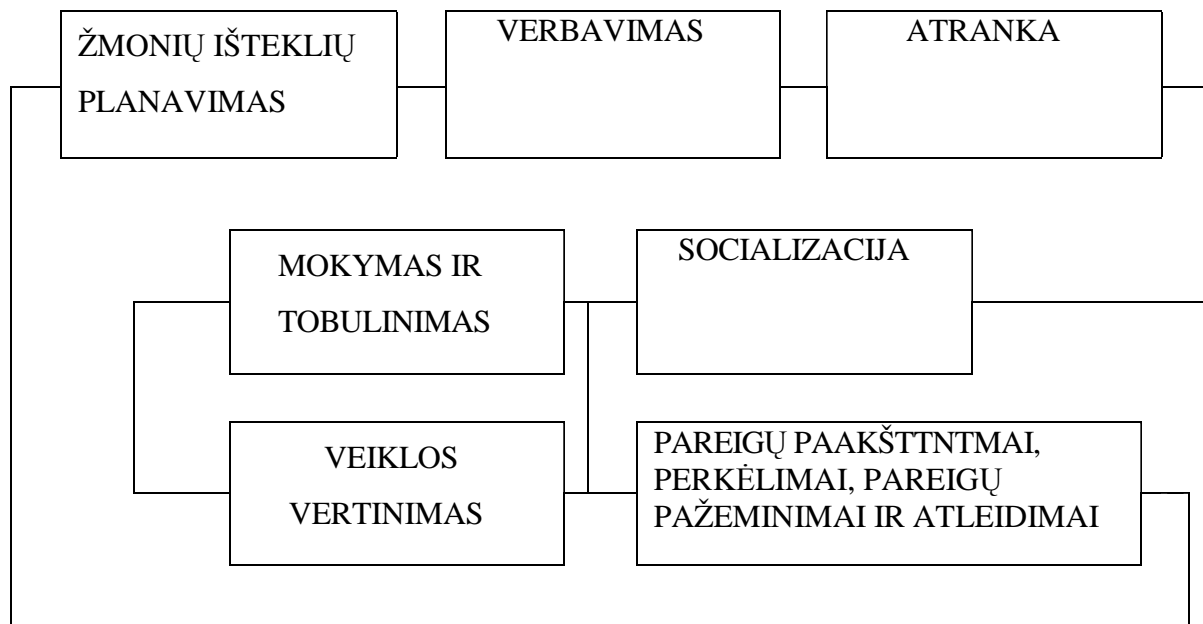 ŽMONIŲ IŠTEKLIŲ
PLANAVIMAS
VERBAVIMAS
ATRANKA
MOKYMAS IR
TOBULINIMAS
SOCIALIZACIJA
VEIKLOS
VERTINIMAS
PAREIGŲ PAAKŠTTNTMAI,
PERKĖLIMAI, PAREIGŲ
PAŽEMINIMAI IR ATLEIDIMAI